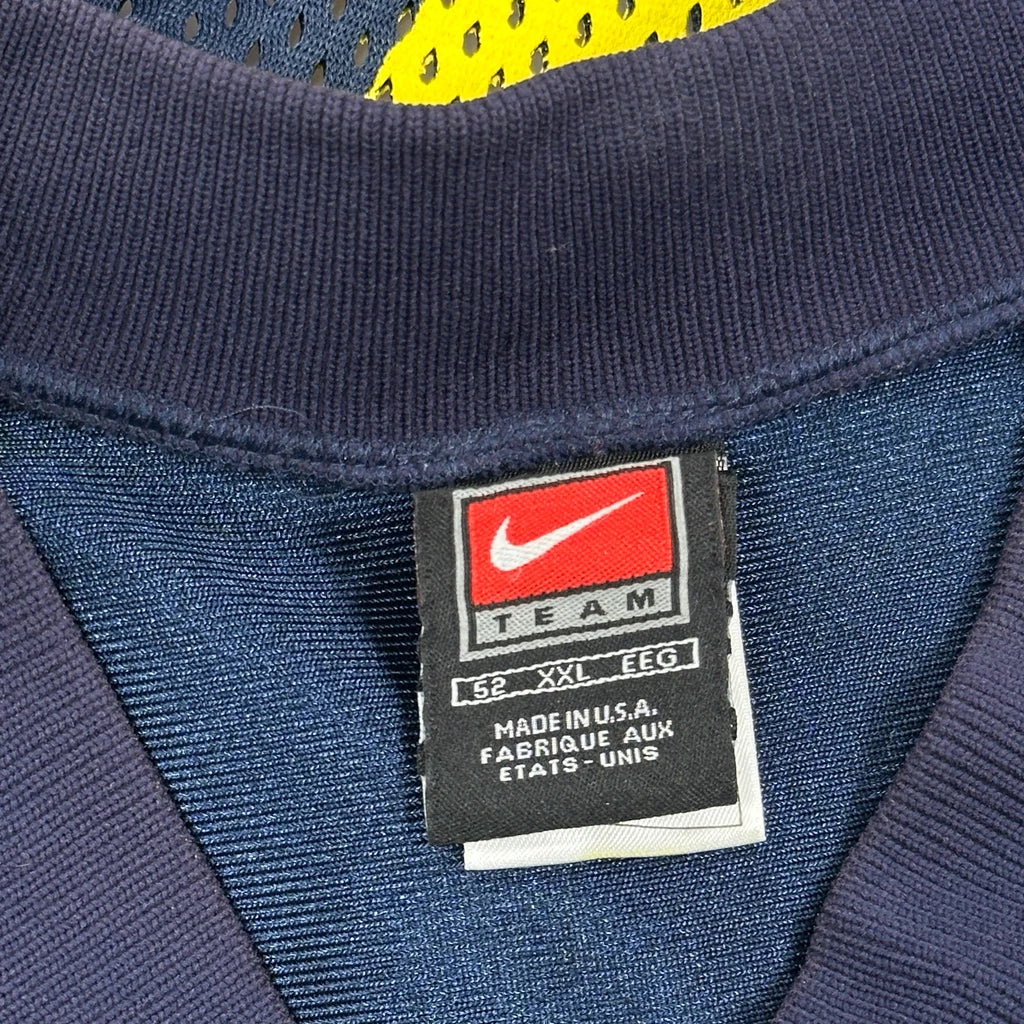 TEAM
52 XXL EEG
MADE IN U.S.A.
FABRIQUE AUX
ETATS-UNIS